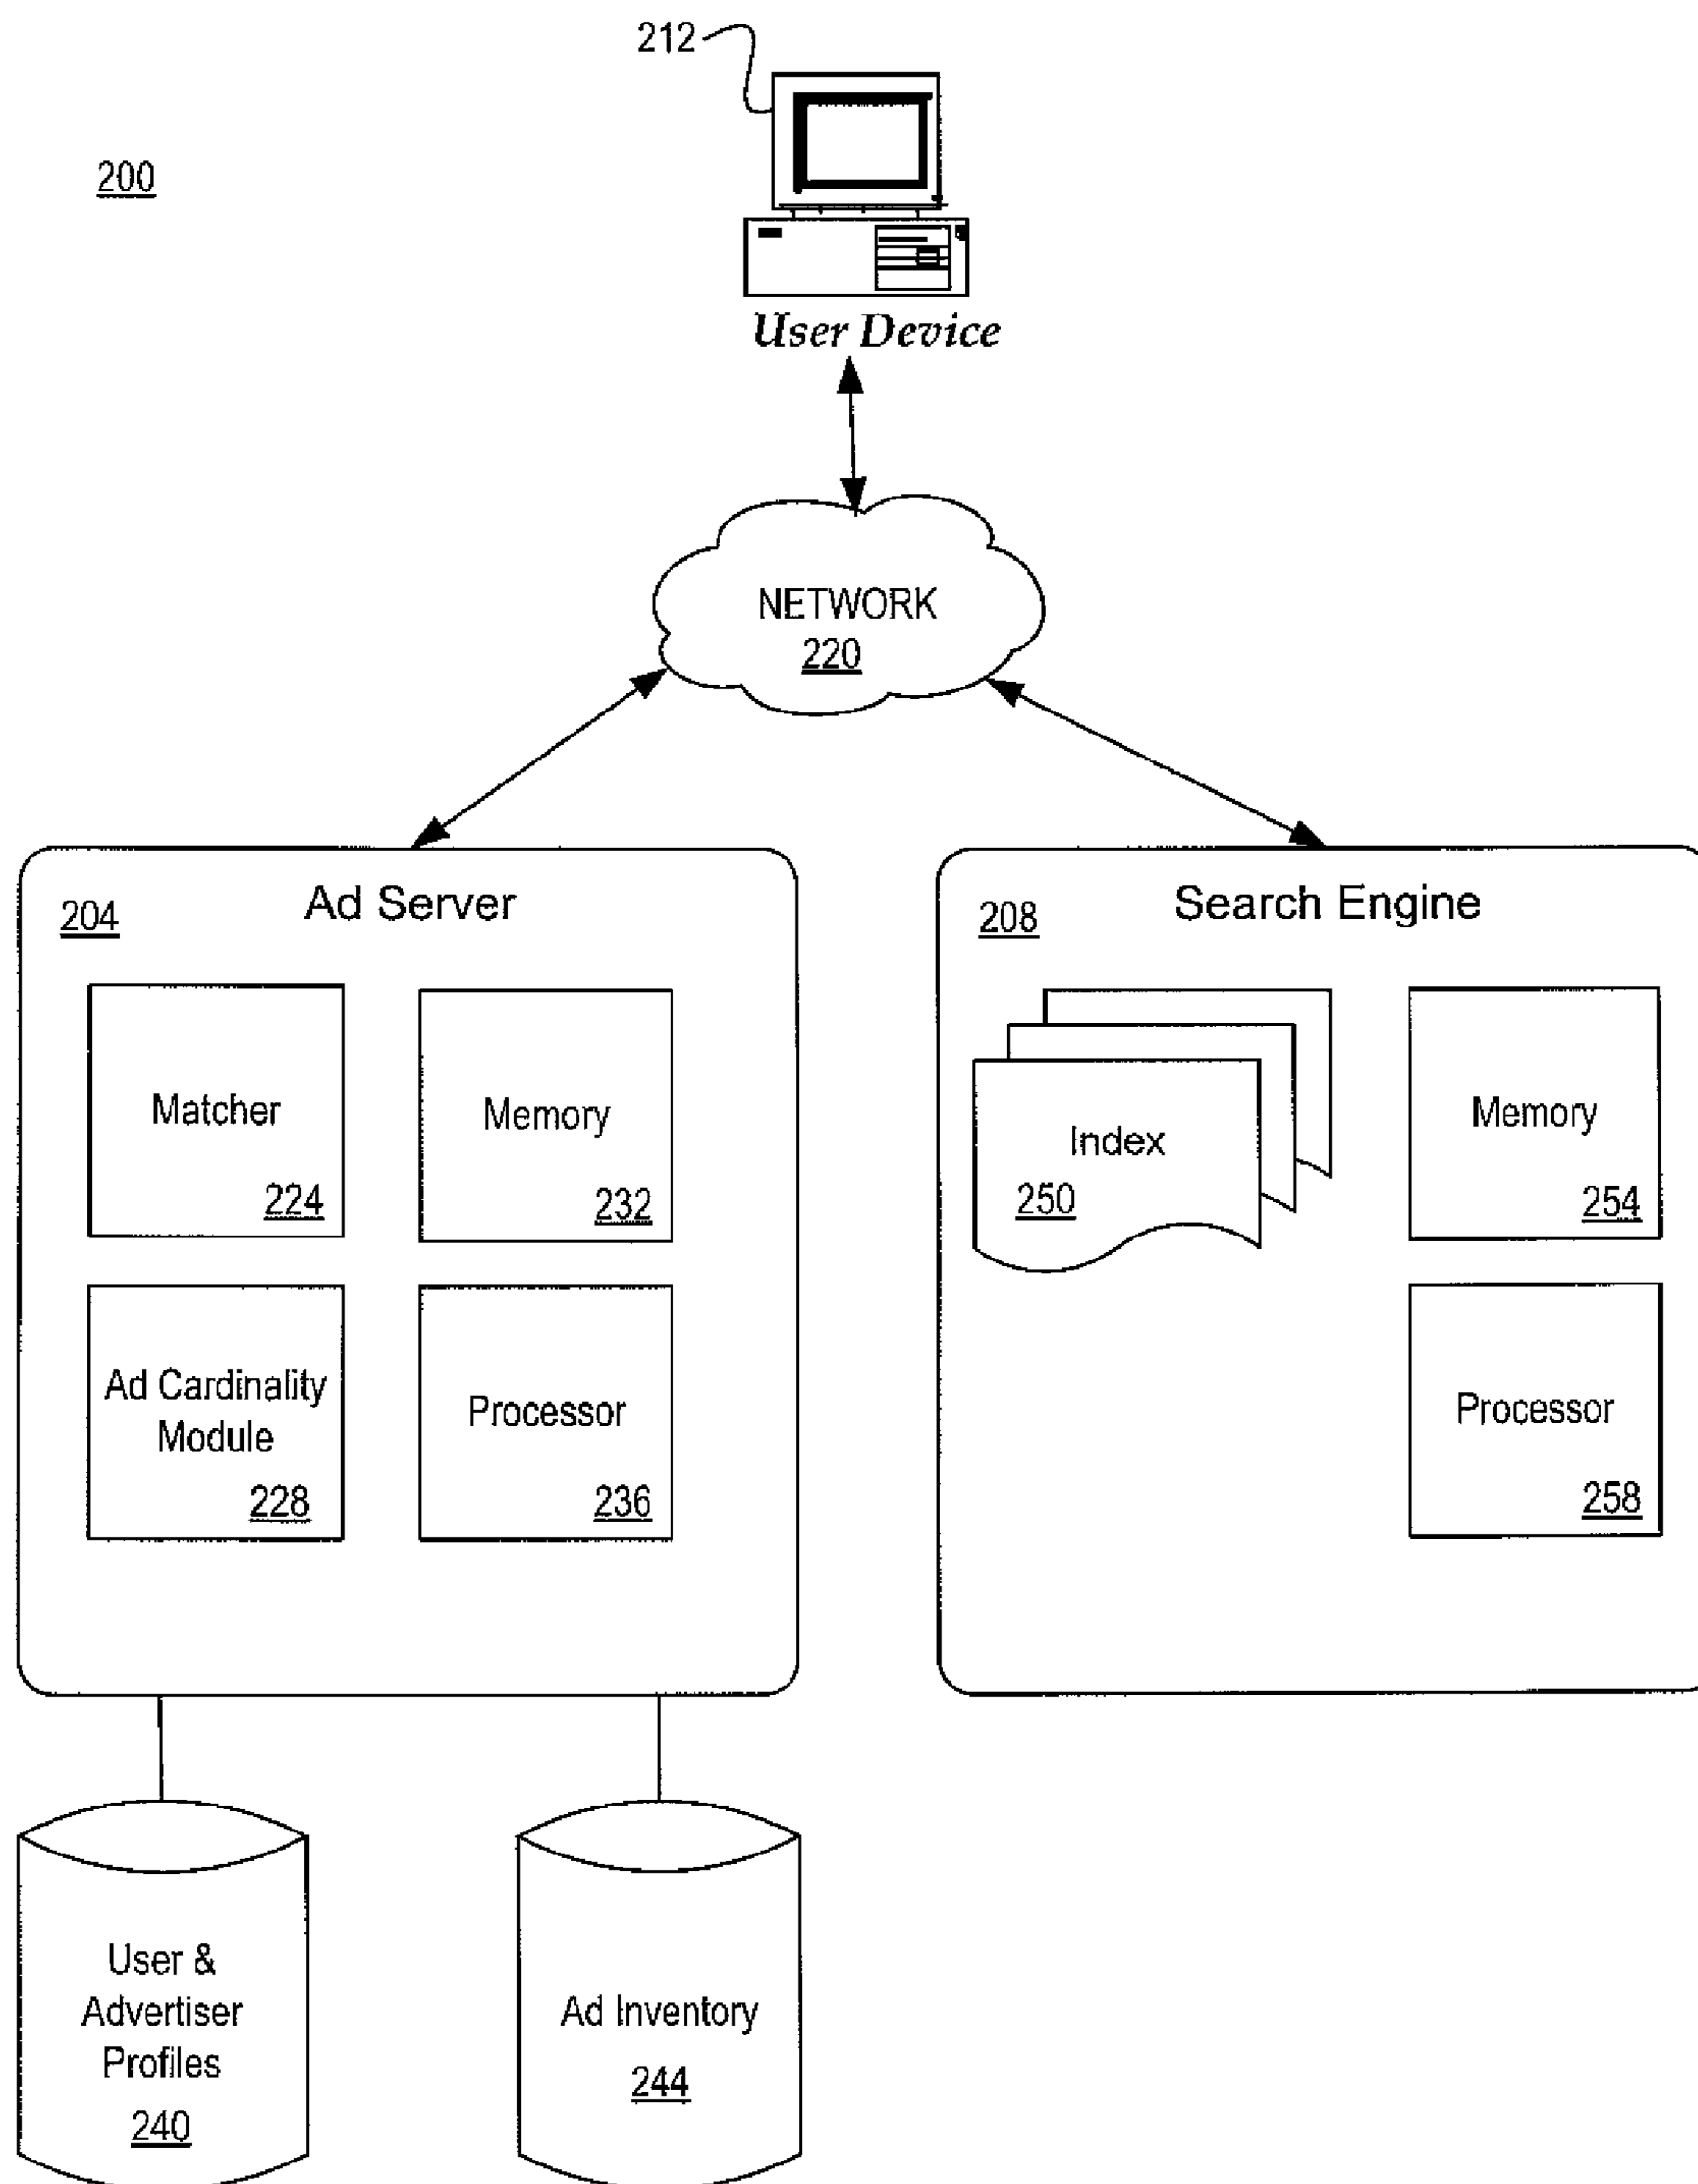 212
200
User Device
NETWORK
220
204
Ad Server
Matcher
224
Memory
232
Ad Cardinality
Module
228
Processor
236
208
Search Engine
Index
250
Memory
254
Processor
258
User &
Advertiser
Profiles
240
Ad Inventory
244